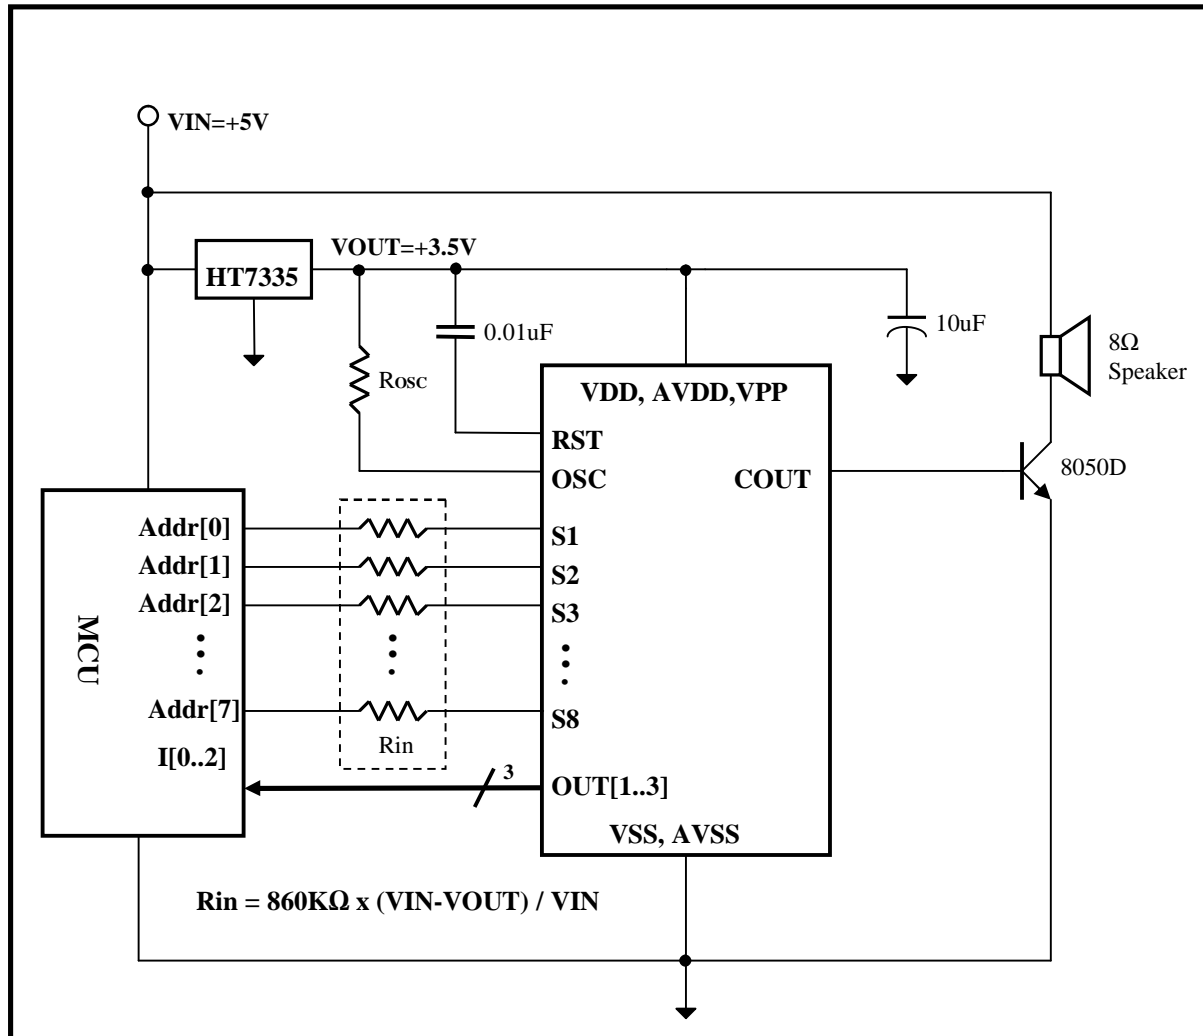 VIN=+5V
VOUT=+3.5V
HT7335
0.01uF
10uF
8Ω
Speaker
Rosc
VDD, AVDD,VPP
RST
OSC
COUT
8050D
Addr[0]
S1
Addr[1]
S2
Addr[2]
S3
MCU
Addr[7]
S8
Rin
I[0..2]
3
OUT[1..3]
VSS, AVSS
Rin = 860KΩ x (VIN-VOUT) / VIN